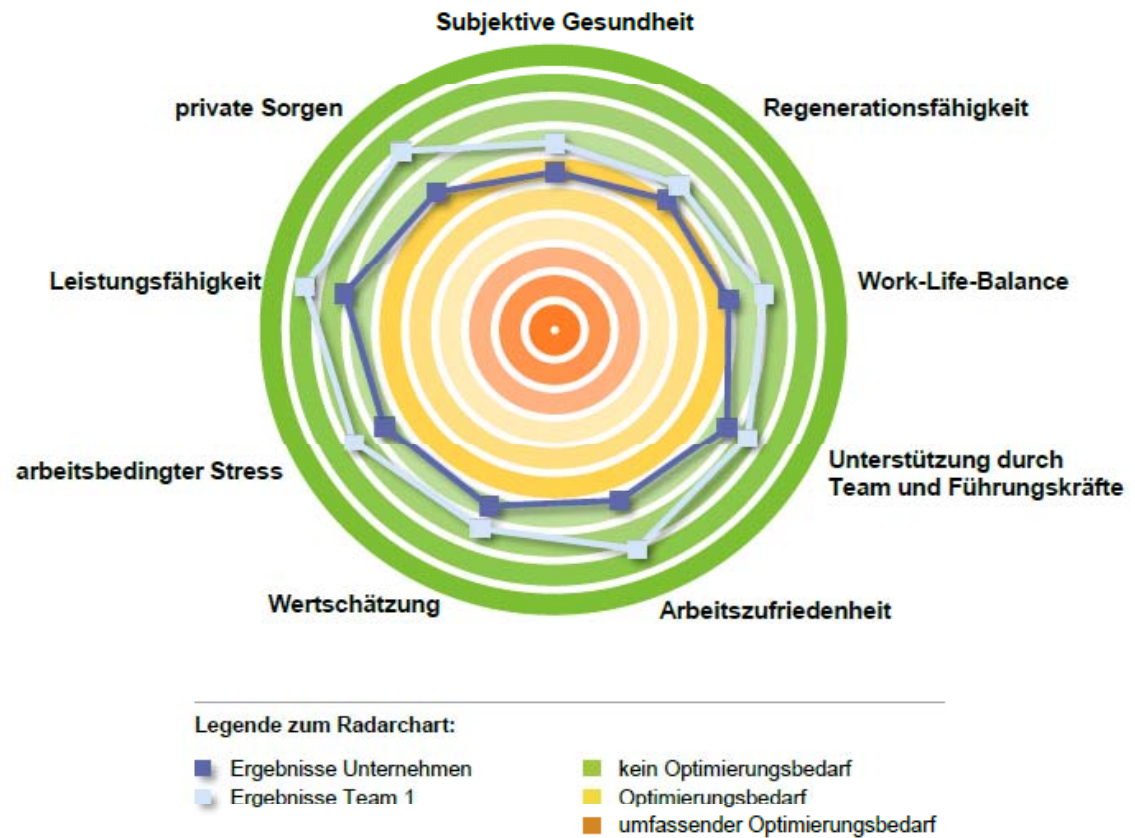 Subjektive Gesundheit
private Sorgen
Regenerationsfähigkeit
Leistungsfähigkeit
Work-Life-Balance
arbeitsbedingter Stress
Unterstützung durch
Team und Führungskräfte
Wertschätzung
Arbeitszufriedenheit
Legende zum Radarchart:
Ergebnisse Unternehmen
kein Optimierungsbedarf
Ergebnisse Team 1
Optimierungsbedarf
umfassender Optimierungsbedarf